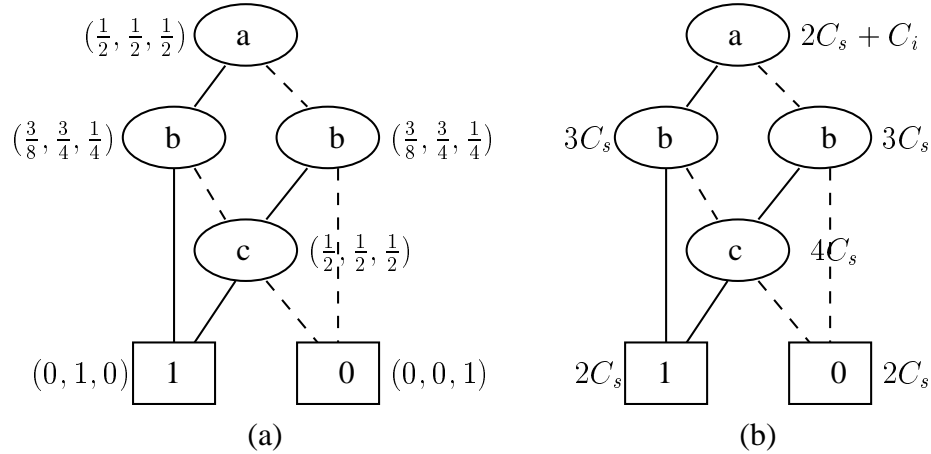 (1/2, 1/2, 1/2) a a 2C_s + C_i
(3/8, 3/4, 1/4) b b (3/8, 3/4, 1/4) 3C_s b b 3C_s
c (1/2, 1/2, 1/2) c 4C_s
(0, 1, 0) 1 0 (0, 0, 1) 2C_s 1 0 2C_s
(a) (b)